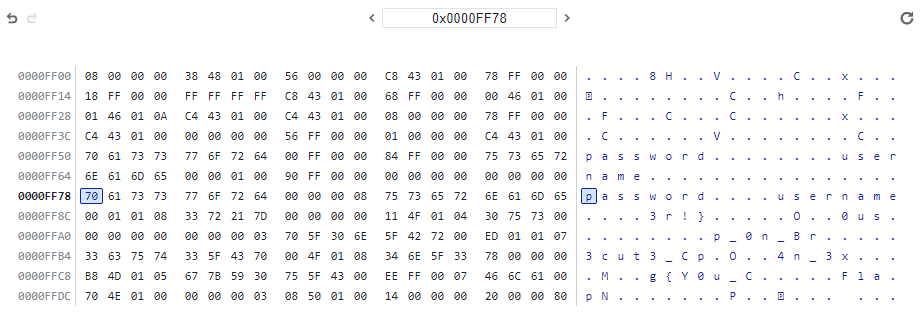 0x0000FF78
0000FF00 08 00 00 00 38 48 01 00 56 00 00 00 C8 43 01 00 78 FF 00 00 . . . . 8 H . . V . . . . C . . x . . .
0000FF14 18 FF 00 00 FF FF FF FF C8 43 01 00 68 FF 00 00 00 46 01 00 . . . . . . . . C . . h . . . . F . .
0000FF28 01 46 01 0A C4 43 01 00 C4 43 01 00 08 00 00 00 78 FF 00 00 . F . . . C . . . C . . . . . . x . . .
0000FF3C C4 43 01 00 00 00 00 00 56 FF 00 00 01 00 00 00 C4 43 01 00 . C . . . . . . V . . . . . . . . C . .
0000FF50 70 61 73 73 77 6F 72 64 00 FF 00 00 84 FF 00 00 75 73 65 72 p a s s w o r d . . . . . . . . u s e r
0000FF64 6E 61 6D 65 00 00 01 00 90 FF 00 00 00 00 00 00 00 00 00 00 n a m e . . . . . . . . . . . . . . . .
0000FF78 70 61 73 73 77 6F 72 64 00 00 00 08 75 73 65 72 6E 61 6D 65 p a s s w o r d . . . . u s e r n a m e
0000FF8C 00 01 01 08 33 72 21 7D 00 00 00 00 11 4F 01 04 30 75 73 00 . . . . 3 r ! } . . . . . O . . 0 u s .
0000FFA0 00 00 00 00 00 00 00 03 70 5F 30 6E 5F 42 72 00 ED 01 01 07 . . . . . . . . p _ 0 n _ B r . . . . .
0000FFB4 33 63 75 74 33 5F 43 70 00 4F 01 08 34 6E 5F 33 78 00 00 00 3 c u t 3 _ C p . O . . 4 n _ 3 x . . .
0000FFC8 B8 4D 01 05 67 7B 59 30 75 5F 43 00 EE FF 00 07 46 6C 61 00 . M . . g { Y 0 u _ C . . . . . F l a .
0000FFDC 70 4E 01 00 00 00 00 03 08 50 01 00 14 00 00 00 20 00 00 80 p N . . . . . . . P . . . . . . . .